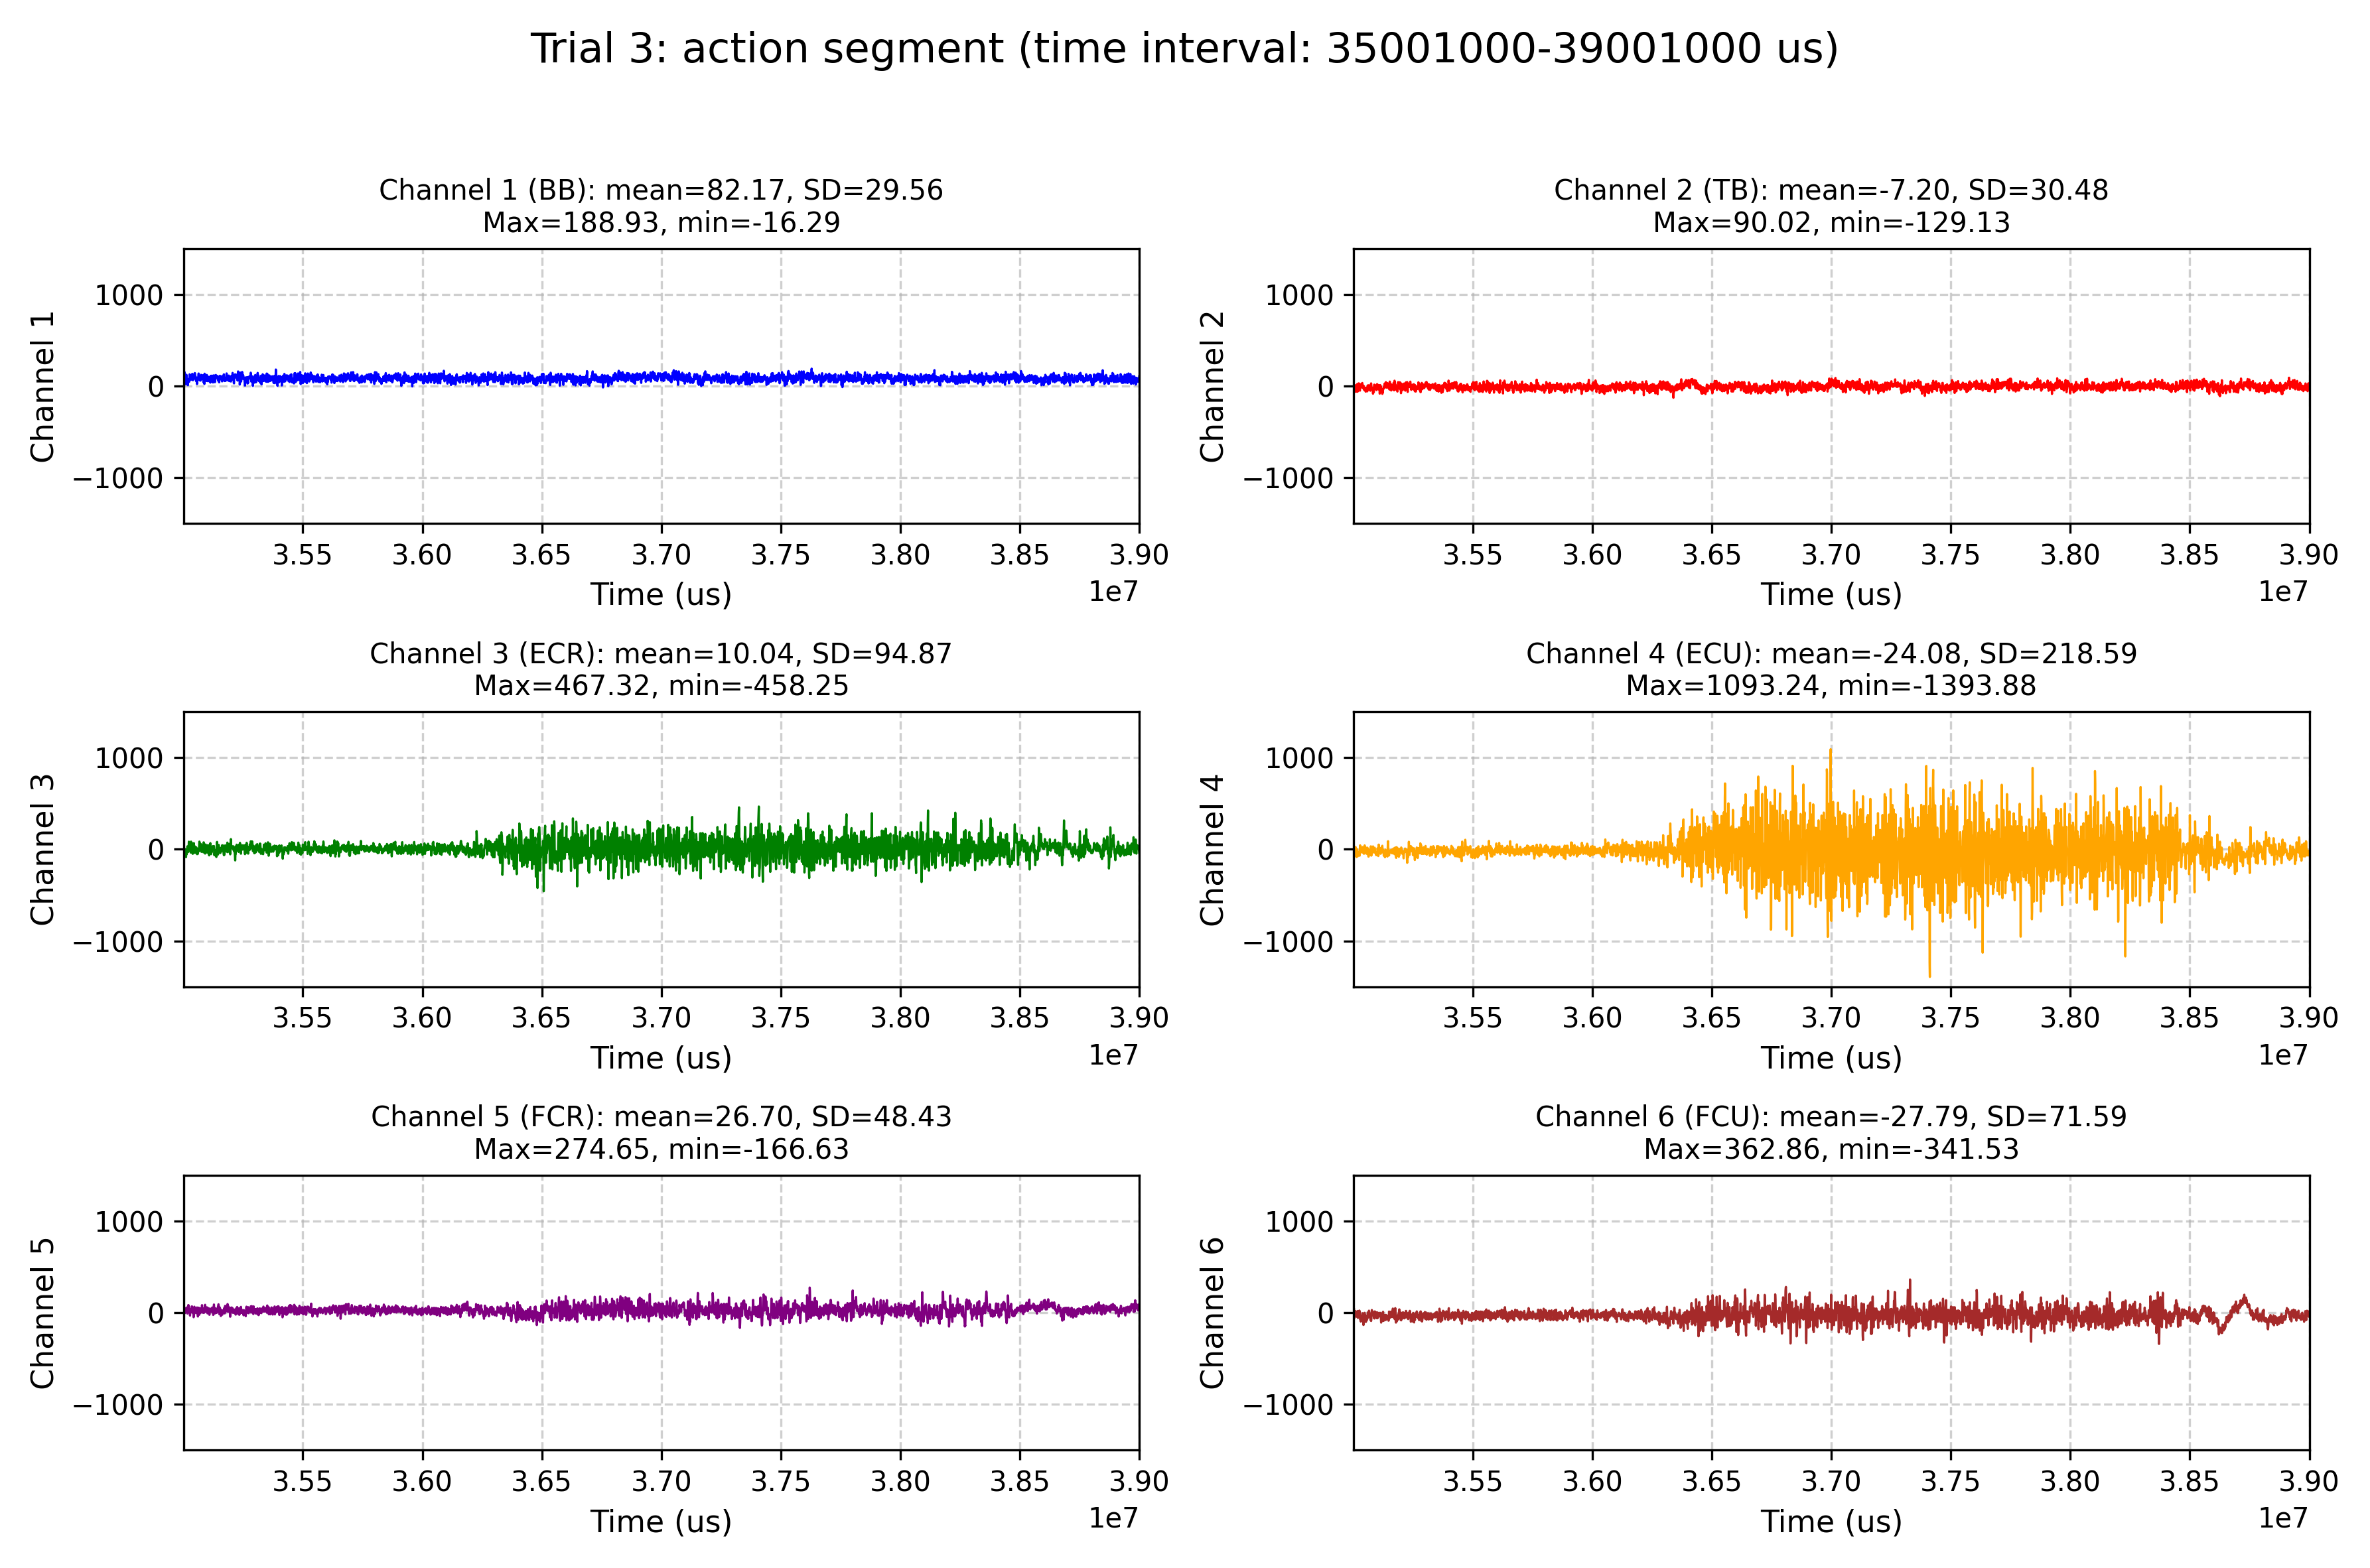 Trial 3: action segment (time interval: 35001000-39001000 us)
Channel 1 (BB): mean=82.17, SD=29.56
Max=188.93, min=-16.29
Channel 1
1000
0
−1000
3.55 3.60 3.65 3.70 3.75 3.80 3.85 3.90
Time (us)
1e7
Channel 2 (TB): mean=-7.20, SD=30.48
Max=90.02, min=-129.13
Channel 2
1000
0
−1000
3.55 3.60 3.65 3.70 3.75 3.80 3.85 3.90
Time (us)
1e7
Channel 3 (ECR): mean=10.04, SD=94.87
Max=467.32, min=-458.25
Channel 3
1000
0
−1000
3.55 3.60 3.65 3.70 3.75 3.80 3.85 3.90
Time (us)
1e7
Channel 4 (ECU): mean=-24.08, SD=218.59
Max=1093.24, min=-1393.88
Channel 4
1000
0
−1000
3.55 3.60 3.65 3.70 3.75 3.80 3.85 3.90
Time (us)
1e7
Channel 5 (FCR): mean=26.70, SD=48.43
Max=274.65, min=-166.63
Channel 5
1000
0
−1000
3.55 3.60 3.65 3.70 3.75 3.80 3.85 3.90
Time (us)
1e7
Channel 6 (FCU): mean=-27.79, SD=71.59
Max=362.86, min=-341.53
Channel 6
1000
0
−1000
3.55 3.60 3.65 3.70 3.75 3.80 3.85 3.90
Time (us)
1e7